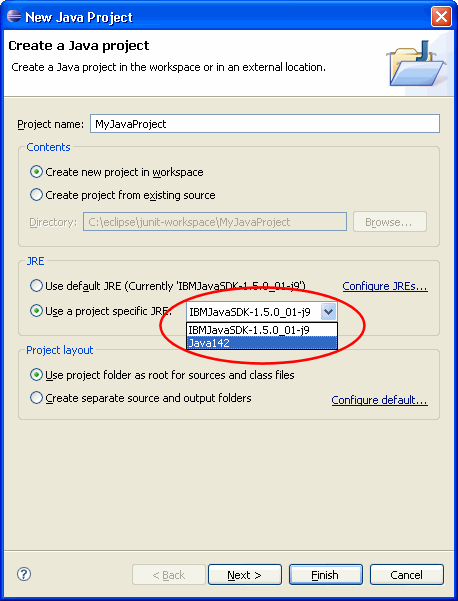 New Java Project
Create a Java project
Create a Java project in the workspace or in an external location.
Project name: MyJavaProject
Contents
Create new project in workspace
Create project from existing source
Directory: C:\eclipse\junit-workspace\MyJavaProject Browse...
JRE
Use default JRE (Currently 'IBMJavaSDK-1.5.0_01-j9') Configure JREs...
Use a project specific JRE: IBMJavaSDK-1.5.0_01-j9
IBMJavaSDK-1.5.0_01-j9
Java142
Project layout
Use project folder as root for sources and class files
Create separate source and output folders Configure default...
? < Back Next > Finish Cancel